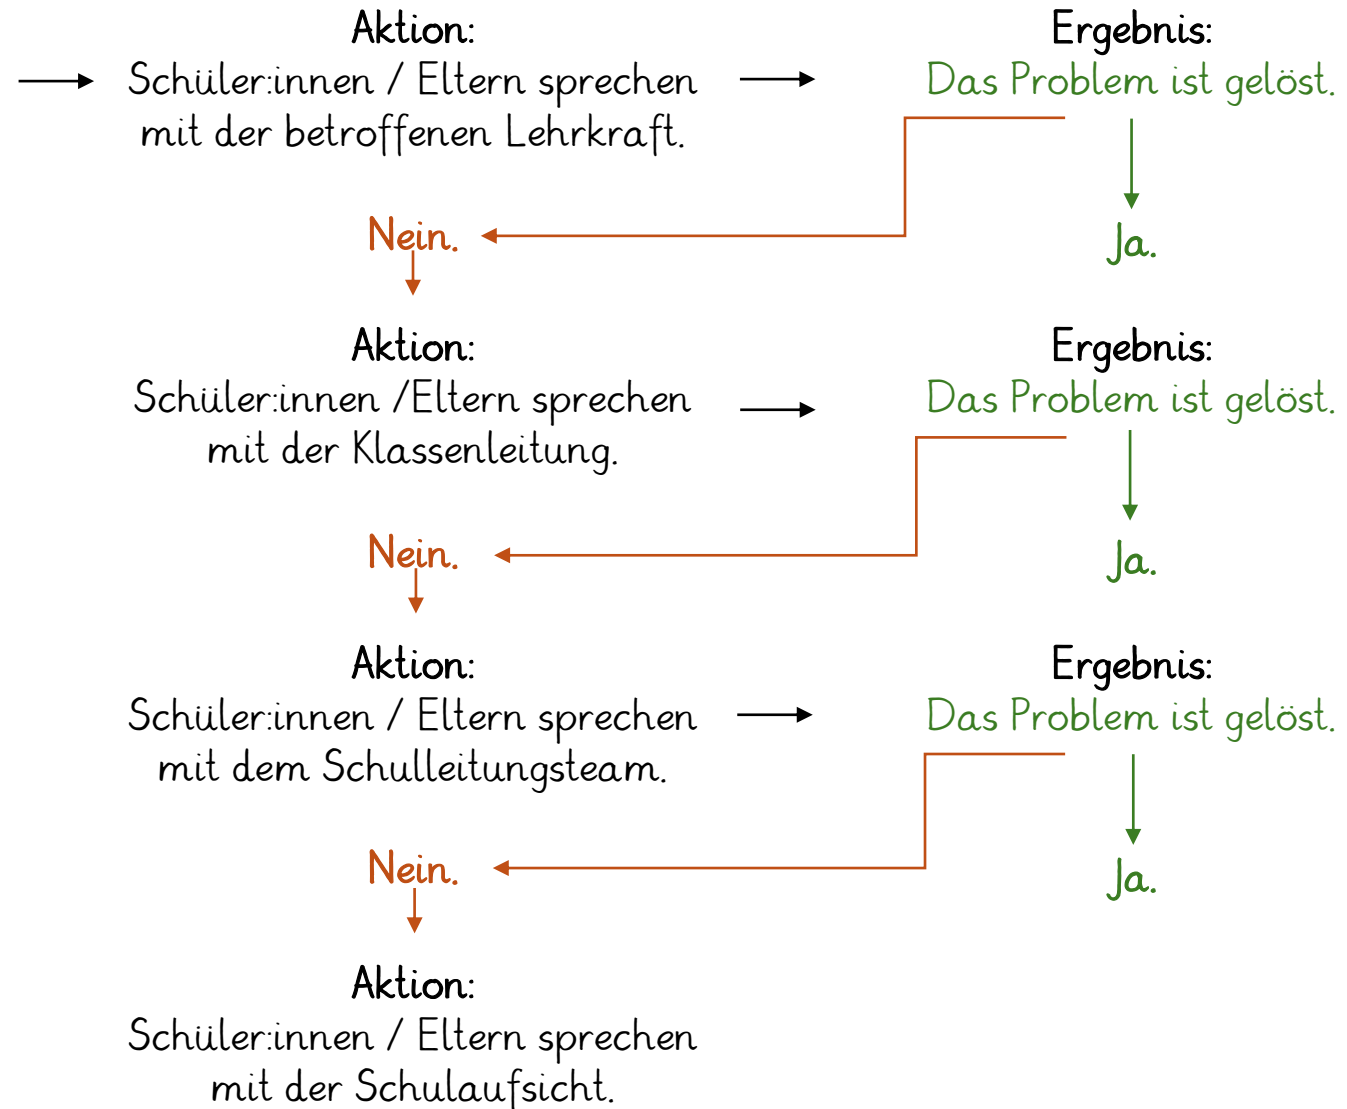 Aktion:
Schüler:innen / Eltern sprechen
mit der betroffenen Lehrkraft.
Ergebnis:
Das Problem ist gelöst.
Nein.
Ja.
Aktion:
Schüler:innen /Eltern sprechen
mit der Klassenleitung.
Ergebnis:
Das Problem ist gelöst.
Nein.
Ja.
Aktion:
Schüler:innen / Eltern sprechen
mit dem Schulleitungsteam.
Ergebnis:
Das Problem ist gelöst.
Nein.
Ja.
Aktion:
Schüler:innen / Eltern sprechen
mit der Schulaufsicht.